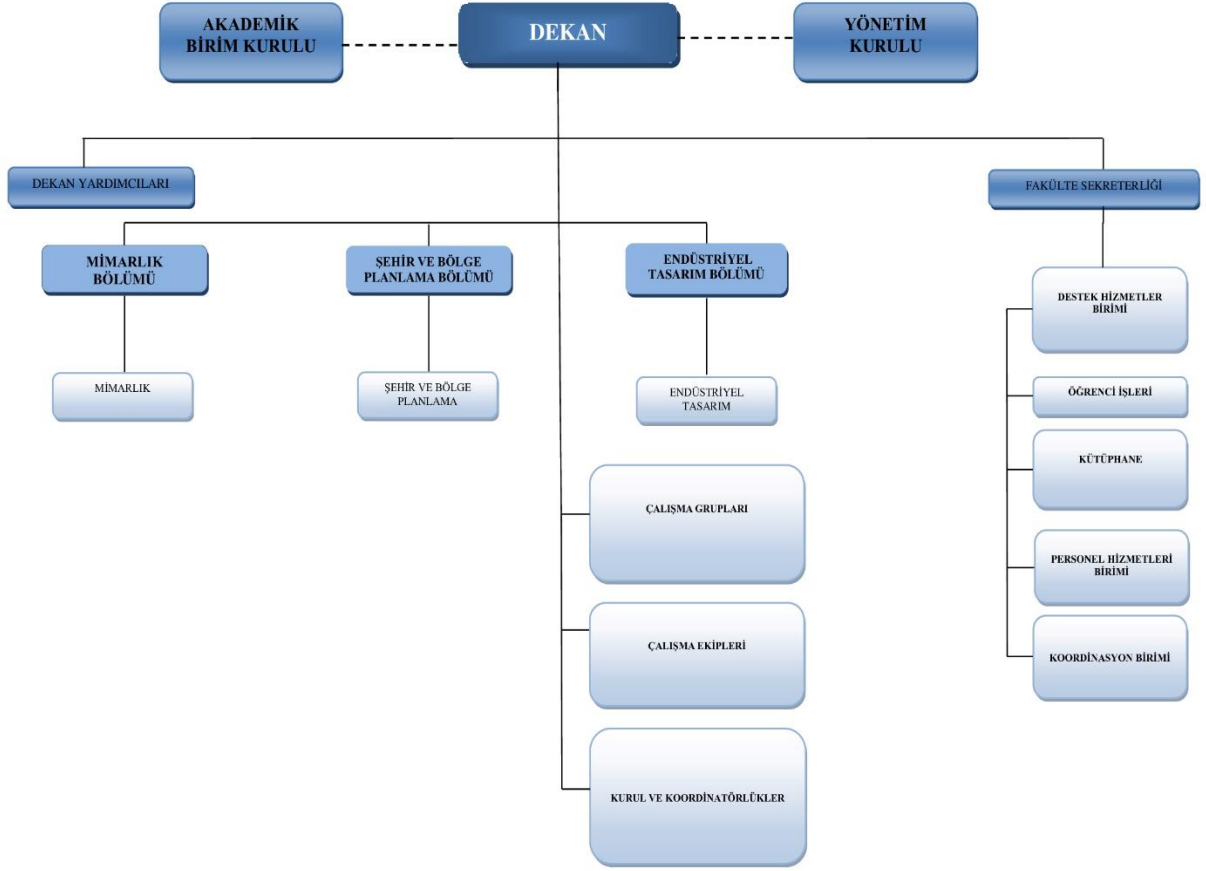 AKADEMİK
BİRİM KURULU
DEKAN
YÖNETİM
KURULU
DEKAN YARDIMCILARI
FAKÜLTE SEKRETERLİĞİ
MİMARLIK
BÖLÜMÜ
ŞEHİR VE BÖLGE
PLANLAMA BÖLÜMÜ
ENDÜSTRİYEL
TASARIM BÖLÜMÜ
MİMARLIK
ŞEHİR VE BÖLGE
PLANLAMA
ENDÜSTRİYEL
TASARIM
ÇALIŞMA GRUPLARI
ÇALIŞMA EKİPLERİ
KURUL VE KOORDİNATÖRLÜKLER
DESTEK HİZMETLER
BİRİMİ
ÖĞRENCİ İŞLERİ
KÜTÜPHANE
PERSONEL HİZMETLERİ
BİRİMİ
KOORDİNASYON BİRİMİ